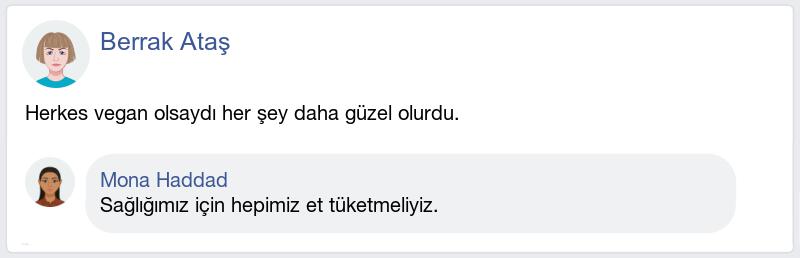 Berrak Ataş
Herkes vegan olsaydı her şey daha güzel olurdu.
Mona Haddad
Sağlığımız için hepimiz et tüketmeliyiz.